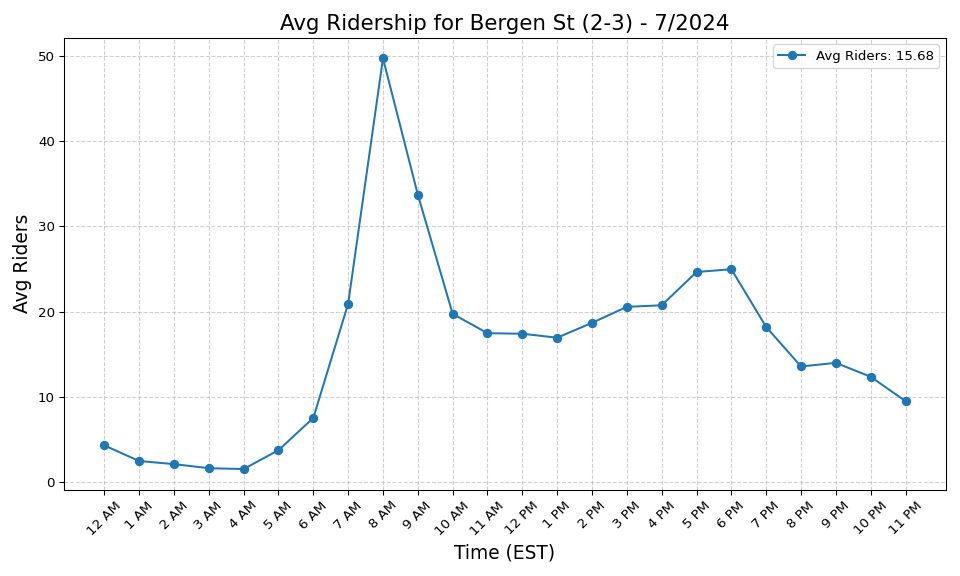 Avg Ridership for Bergen St (2-3) - 7/2024
Avg Riders: 15.68
Avg Riders
50
40
30
20
10
0
12 AM
1 AM
2 AM
3 AM
4 AM
5 AM
6 AM
7 AM
8 AM
9 AM
10 AM
11 AM
12 PM
1 PM
2 PM
3 PM
4 PM
5 PM
6 PM
7 PM
8 PM
9 PM
10 PM
11 PM
Time (EST)